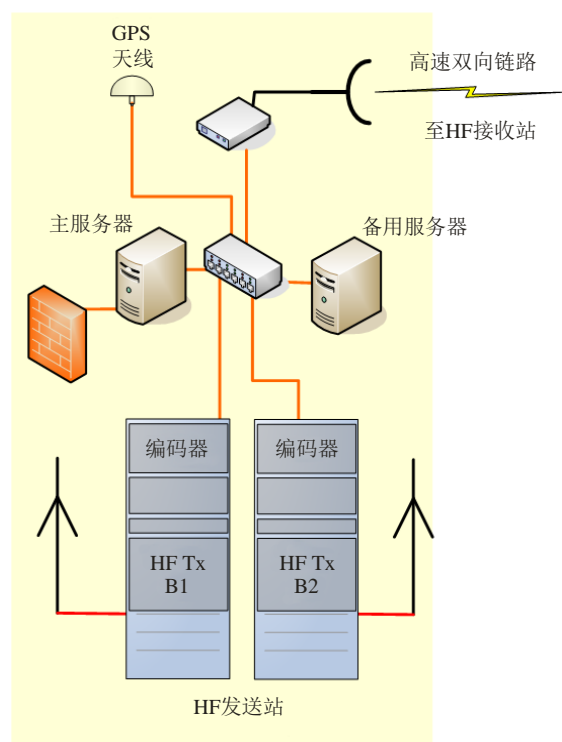 GPS
天线
高速双向链路
至HF接收站
主服务器
备用服务器
编码器
编码器
HF Tx
B1
HF Tx
B2
HF发送站